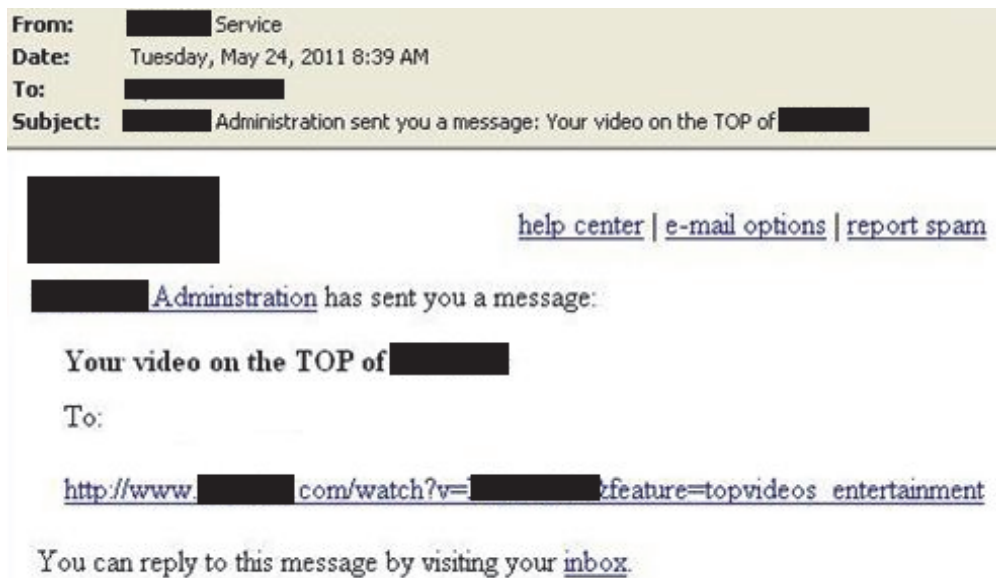 From: Service
Date: Tuesday, May 24, 2011 8:39 AM
To:
Subject: Administration sent you a message: Your video on the TOP of
help center | e-mail options | report spam
Administration has sent you a message:
Your video on the TOP of
To:
http://www. com/watch?v= &feature=topvideos_entertainment
You can reply to this message by visiting your inbox.